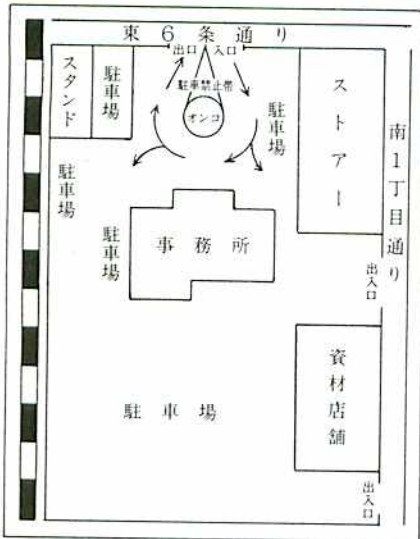 東6条通り
出口
入口
駐車禁止帯
オンコ
スタンド
駐車場
駐車場
ストアー
南1丁目通り
駐車場
駐車場
事務所
出入口
資材店舗
駐車場
出入口